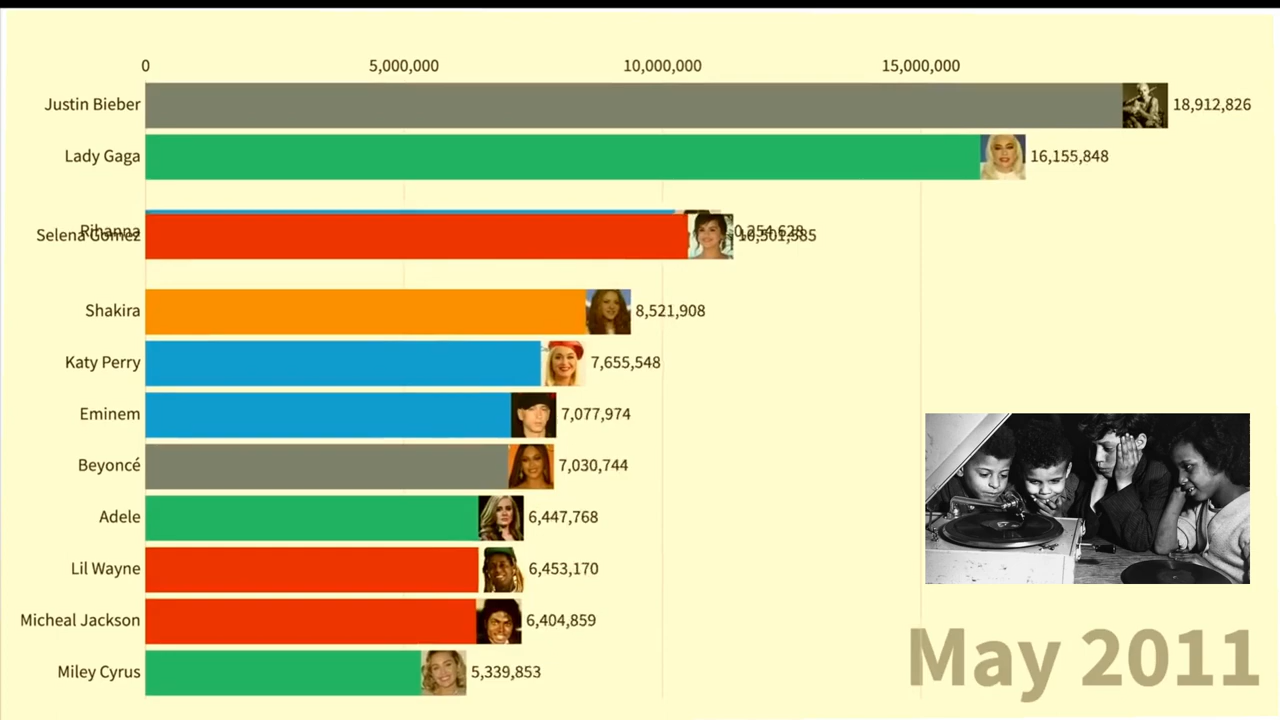 0 5,000,000 10,000,000 15,000,000
Justin Bieber 18,912,826
Lady Gaga 16,155,848
Rihanna
Selena Gomez
Shakira 8,521,908
Katy Perry 7,655,548
Eminem 7,077,974
Beyoncé 7,030,744
Adele 6,447,768
Lil Wayne 6,453,170
Micheal Jackson 6,404,859
Miley Cyrus 5,339,853
May 2011